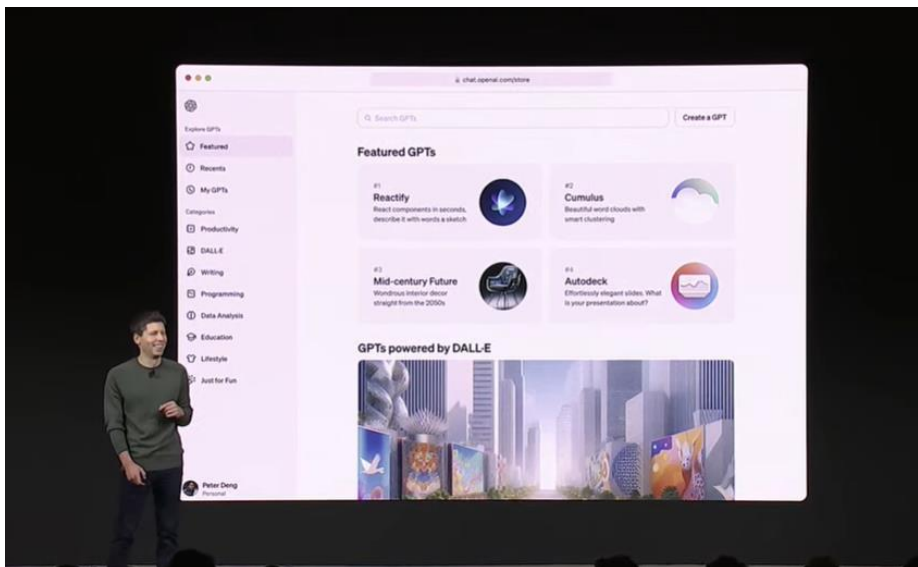 chat.openai.com/store
Search GPTs
Create a GPT
Explore GPTs
Featured
Recents
My GPTs
Categories
Productivity
DALL·E
Writing
Programming
Data Analysis
Education
Lifestyle
Just for Fun
Peter Deng
Personal
Featured GPTs
#1
Reactify
React components in seconds,
describe it with words a sketch
#2
Cumulus
Beautiful word clouds with
smart clustering
#3
Mid-century Future
Wondrous interior decor
straight from the 2050s
#4
Autodeck
Effortlessly elegant slides. What
is your presentation about?
GPTs powered by DALL·E